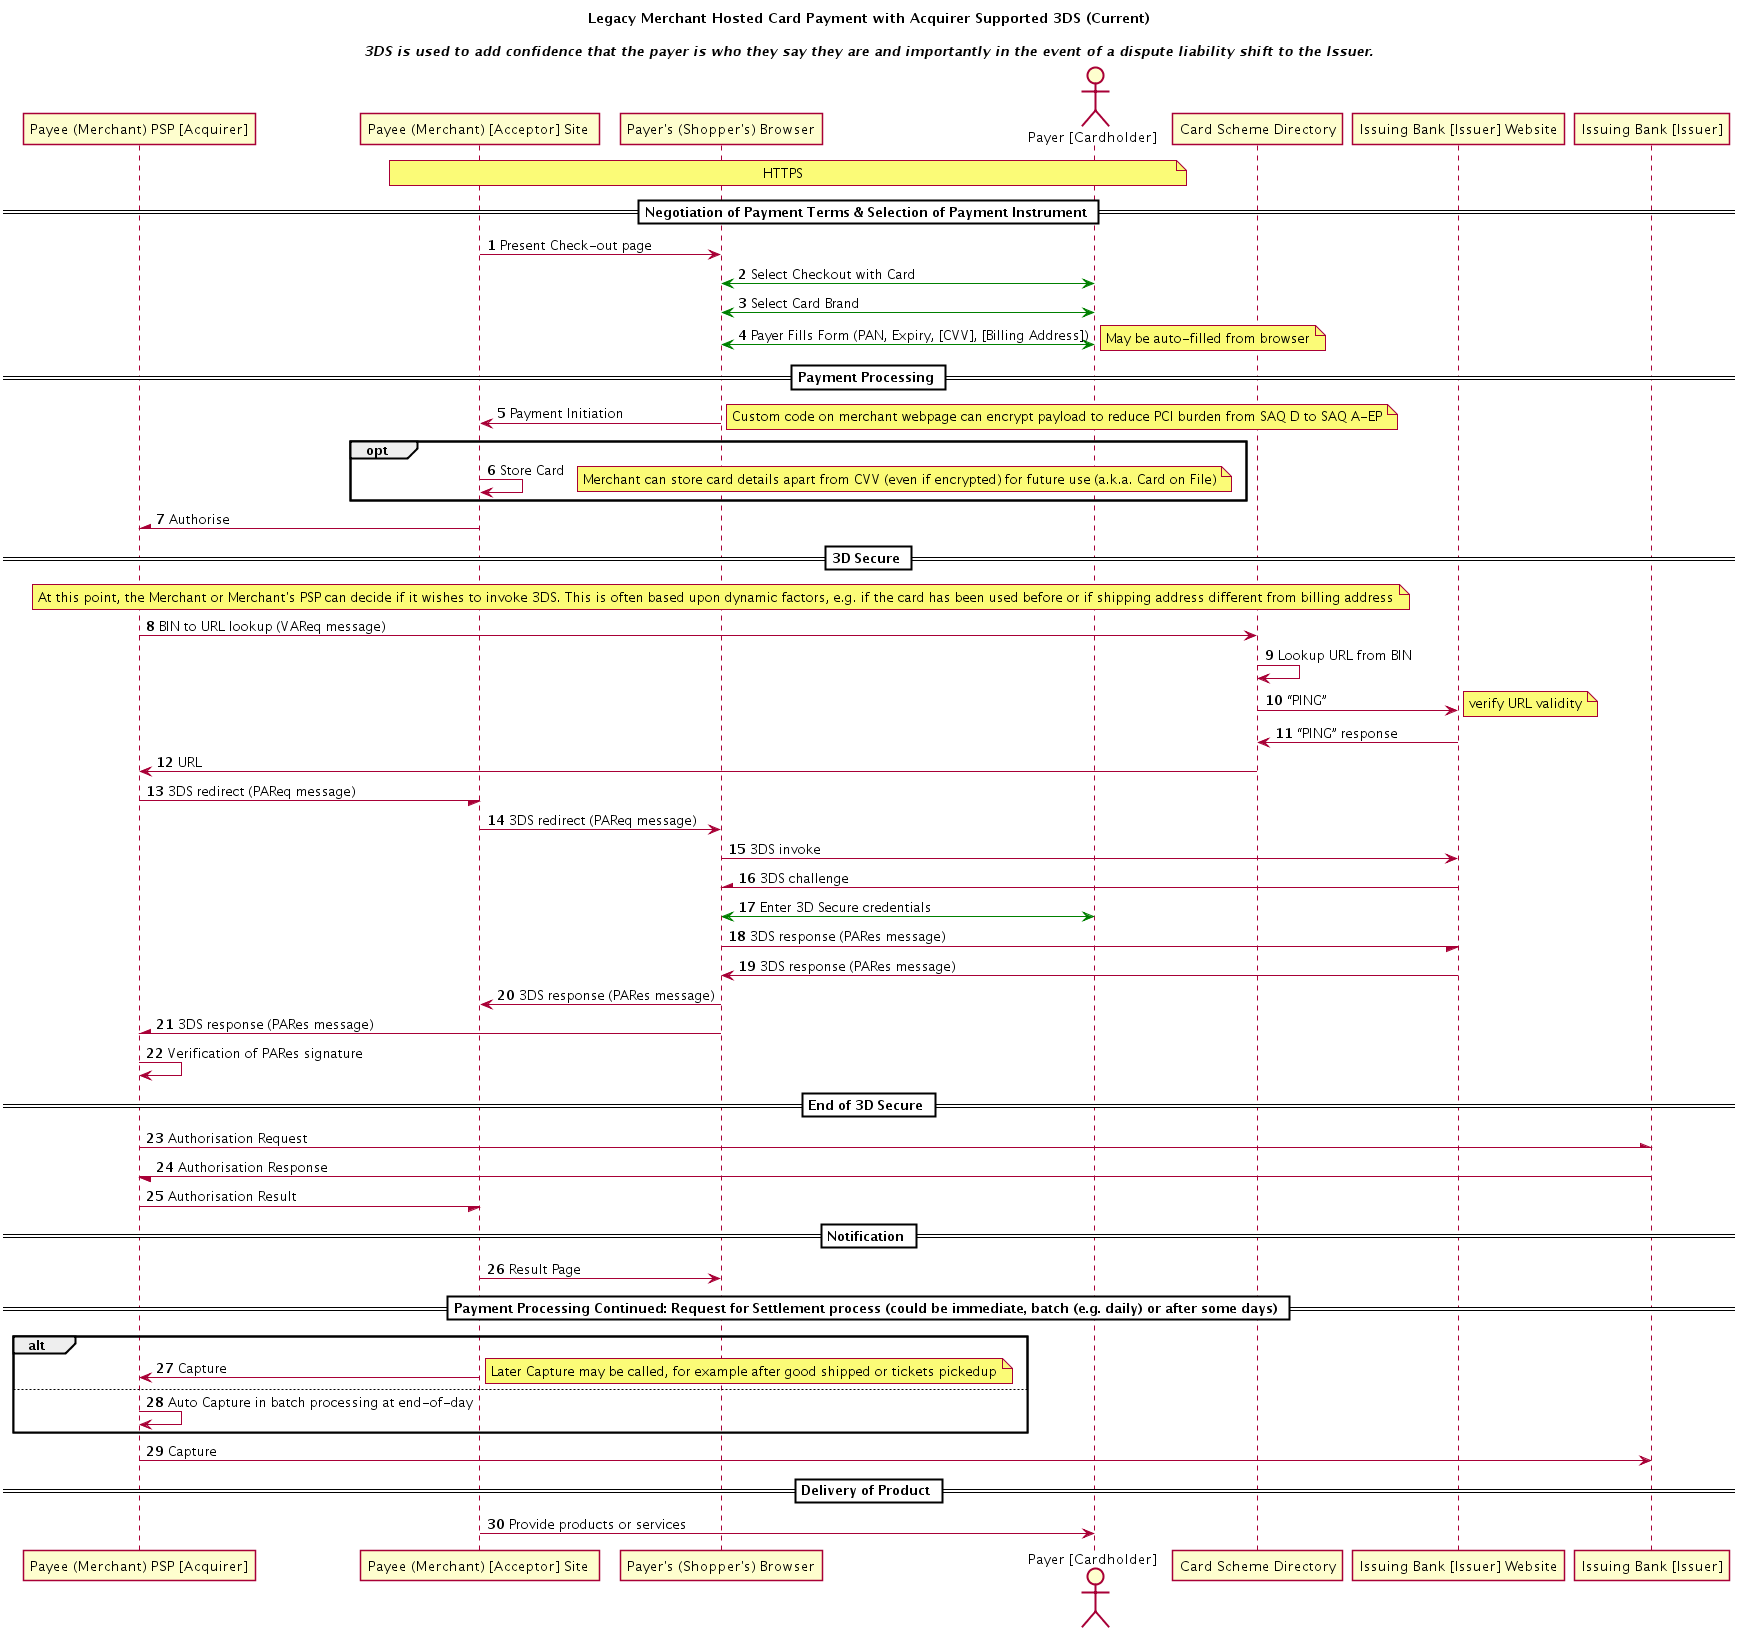 Legacy Merchant Hosted Card Payment with Acquirer Supported 3DS (Current)
3DS is used to add confidence that the payer is who they say they are and importantly in the event of a dispute liability shift to the Issuer.
Payee (Merchant) PSP [Acquirer]
Payee (Merchant) [Acceptor] Site
Payer's (Shopper's) Browser
Payer [Cardholder]
Card Scheme Directory
Issuing Bank [Issuer] Website
Issuing Bank [Issuer]
HTTPS
Negotiation of Payment Terms & Selection of Payment Instrument
1 Present Check-out page
2 Select Checkout with Card
3 Select Card Brand
4 Payer Fills Form (PAN, Expiry, [CVV], [Billing Address])
May be auto-filled from browser
Payment Processing
5 Payment Initiation
Custom code on merchant webpage can encrypt payload to reduce PCI burden from SAQ D to SAQ A-EP
opt
6 Store Card
Merchant can store card details apart from CVV (even if encrypted) for future use (a.k.a. Card on File)
7 Authorise
3D Secure
At this point, the Merchant or Merchant's PSP can decide if it wishes to invoke 3DS. This is often based upon dynamic factors, e.g. if the card has been used before or if shipping address different from billing address
8 BIN to URL lookup (VAReq message)
9 Lookup URL from BIN
10 "PING"
verify URL validity
11 "PING" response
12 URL
13 3DS redirect (PAReq message)
14 3DS redirect (PAReq message)
15 3DS invoke
16 3DS challenge
17 Enter 3D Secure credentials
18 3DS response (PARes message)
19 3DS response (PARes message)
20 3DS response (PARes message)
21 3DS response (PARes message)
22 Verification of PARes signature
End of 3D Secure
23 Authorisation Request
24 Authorisation Response
25 Authorisation Result
Notification
26 Result Page
Payment Processing Continued: Request for Settlement process (could be immediate, batch (e.g. daily) or after some days)
alt
27 Capture
Later Capture may be called, for example after good shipped or tickets pickedup
28 Auto Capture in batch processing at end-of-day
29 Capture
Delivery of Product
30 Provide products or services
Payee (Merchant) PSP [Acquirer]
Payee (Merchant) [Acceptor] Site
Payer's (Shopper's) Browser
Payer [Cardholder]
Card Scheme Directory
Issuing Bank [Issuer] Website
Issuing Bank [Issuer]